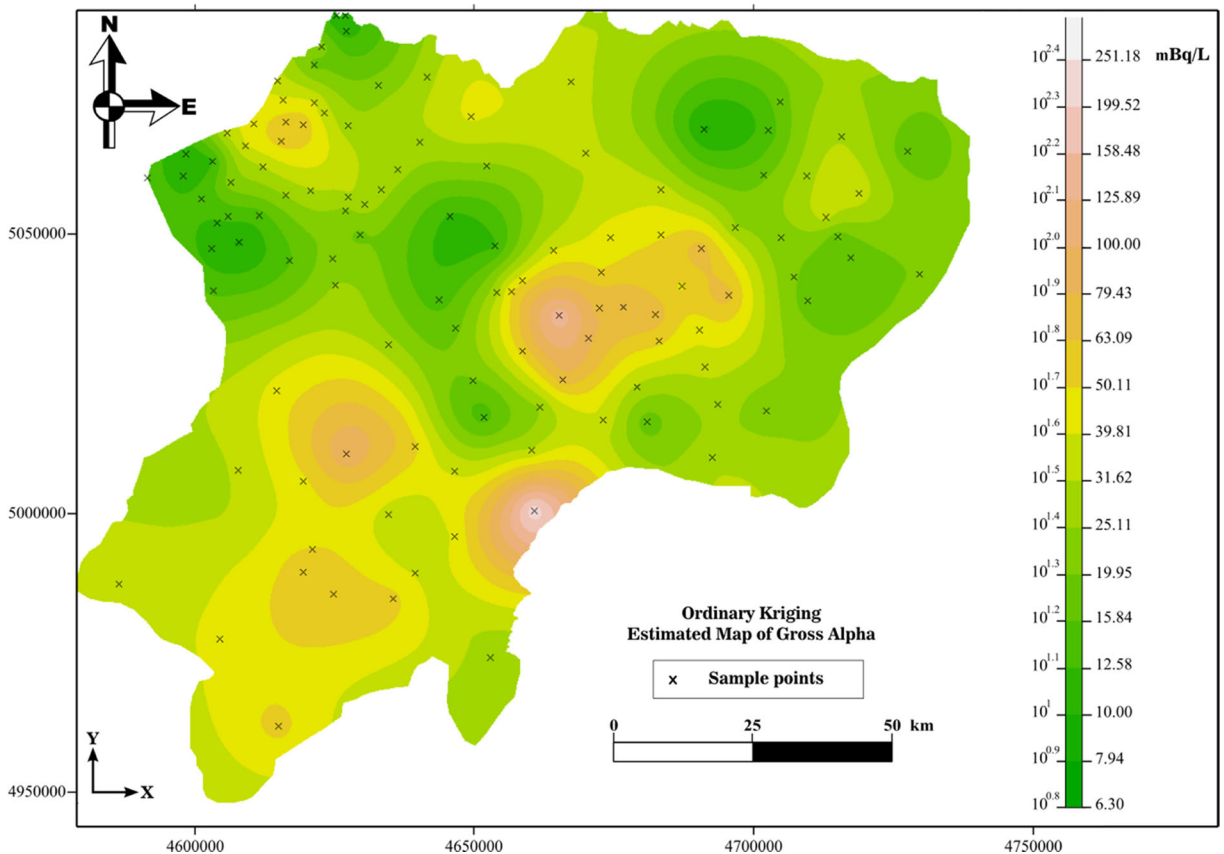 N
E
mBq/L
10^2.4 251.18
10^2.3 199.52
10^2.2 158.48
10^2.1 125.89
10^2.0 100.00
10^1.9 79.43
10^1.8 63.09
10^1.7 50.11
10^1.6 39.81
10^1.5 31.62
10^1.4 25.11
10^1.3 19.95
10^1.2 15.84
10^1.1 12.58
10^1 10.00
10^0.9 7.94
10^0.8 6.30
5050000
5000000
4950000
Ordinary Kriging
Estimated Map of Gross Alpha
x Sample points
0 25 50 km
Y
X
4600000 4650000 4700000 4750000